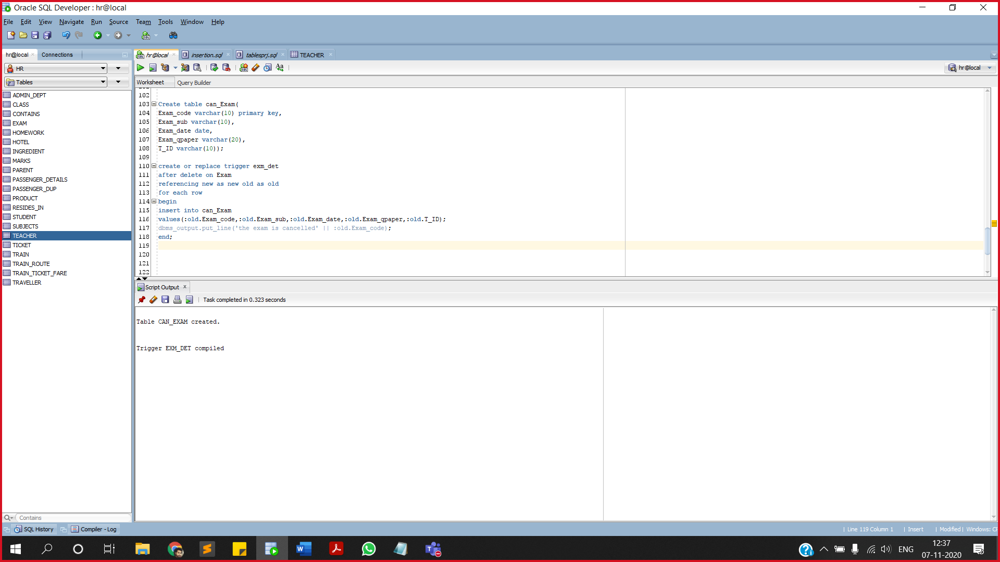 Oracle SQL Developer : hr@local
File Edit View Navigate Run Source Team Tools Window Help
hr@local Connections
hr@local insertion.sql tablesprj.sql TEACHER
HR
hr@local
Tables
Worksheet Query Builder
ADMIN_DEPT
CLASS
CONTAINS
EXAM
HOMEWORK
HOTEL
INGREDIENT
MARKS
PARENT
PASSENGER_DETAILS
PASSENGER_DUP
PRODUCT
RESIDES_IN
STUDENT
SUBJECTS
TEACHER
TICKET
TRAIN
TRAIN_ROUTE
TRAIN_TICKET_FARE
TRAVELLER
102
103 Create table can_Exam(
104 Exam_code varchar(10) primary key,
105 Exam_sub varchar(10),
106 Exam_date date,
107 Exam_qpaper varchar(20),
108 T_ID varchar(10));
109
110 create or replace trigger exm_det
111 after delete on Exam
112 referencing new as new old as old
113 for each row
114 begin
115 insert into can_Exam
116 values(:old.Exam_code,:old.Exam_sub,:old.Exam_date,:old.Exam_qpaper,:old.T_ID);
117 dbms_output.put_line('the exam is cancelled' || :old.Exam_code);
118 end;
119
120
121
122
Script Output
Task completed in 0.323 seconds
Table CAN_EXAM created.
Trigger EXM_DET compiled
Contains
SQL History Compiler - Log
Line 119 Column 1 Insert Modified Windows:
ENG
12:37
07-11-2020